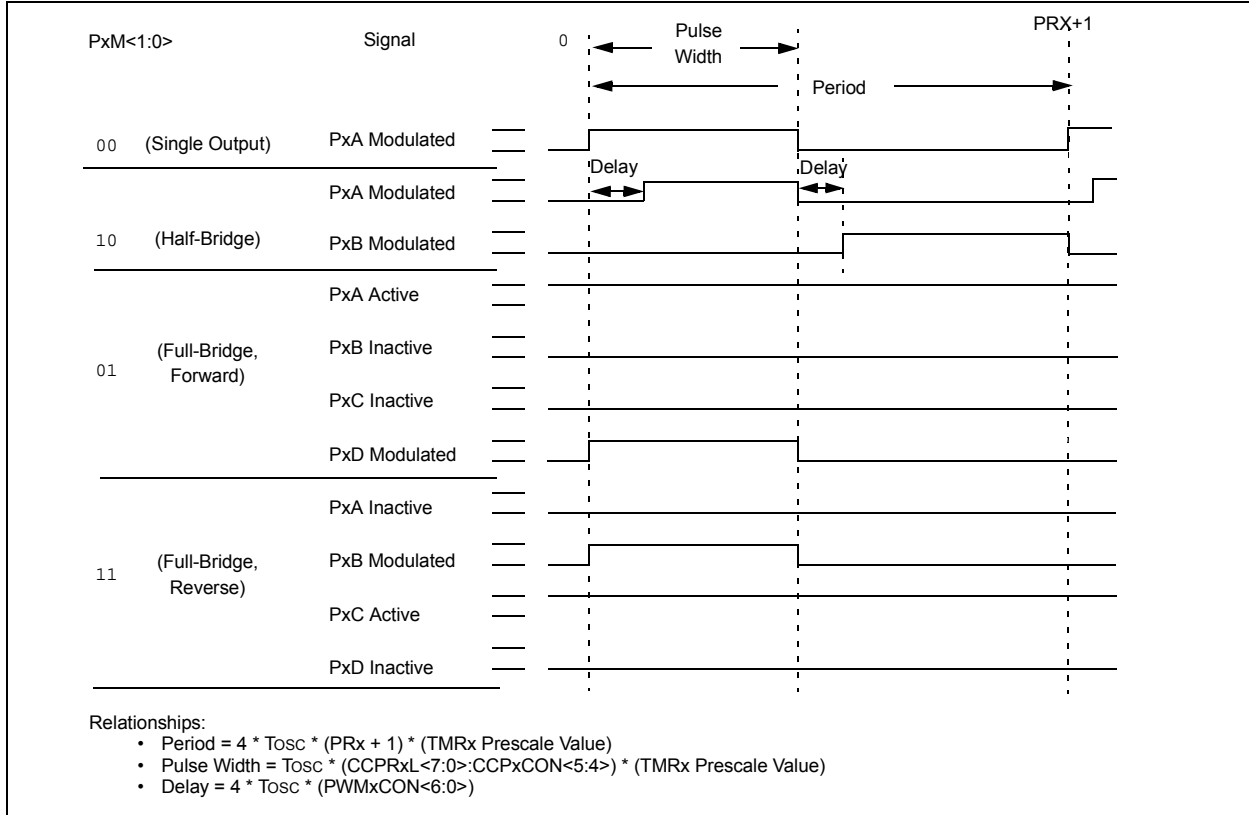 PxM<1:0> Signal 0 Pulse Width PRX+1
Period
00 (Single Output) PxA Modulated
Delay Delay
PxA Modulated
10 (Half-Bridge) PxB Modulated
PxA Active
(Full-Bridge, Forward) PxB Inactive
01
PxC Inactive
PxD Modulated
PxA Inactive
(Full-Bridge, Reverse) PxB Modulated
11
PxC Active
PxD Inactive
Relationships:
• Period = 4 * TOSC * (PRx + 1) * (TMRx Prescale Value)
• Pulse Width = TOSC * (CCPRxL<7:0>:CCPxCON<5:4>) * (TMRx Prescale Value)
• Delay = 4 * TOSC * (PWMxCON<6:0>)